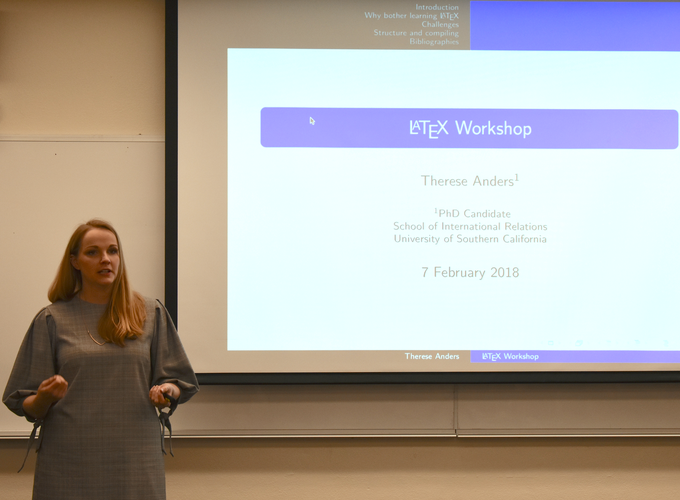 Introduction
Why bother learning LATEX
Challenges
Structure and compiling
Bibliographies
LATEX Workshop
Therese Anders1
1PhD Candidate
School of International Relations
University of Southern California
7 February 2018
Therese Anders
LATEX Workshop